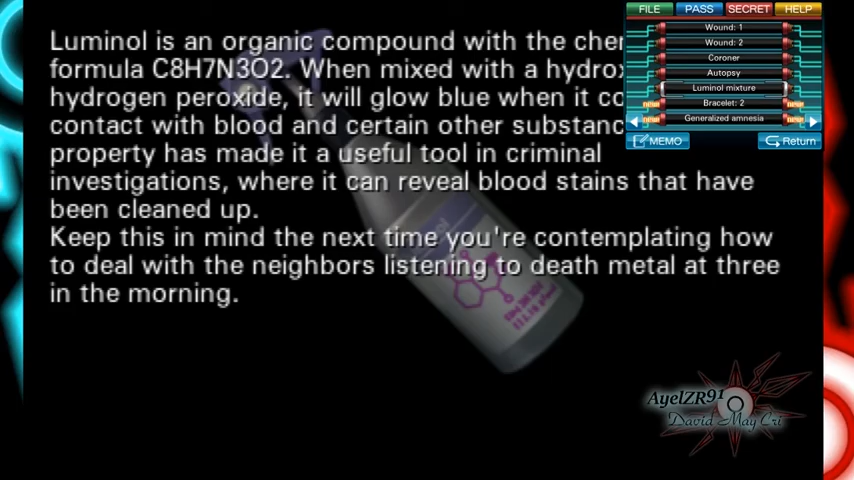 Luminol is an organic compound with the
formula C8H7N3O2. When mixed with a
hydrogen peroxide, it will glow blue when it
contact with blood and certain other
property has made it a useful tool in criminal
investigations, where it can reveal blood stains that have
been cleaned up.
Keep this in mind the next time you're contemplating how
to deal with the neighbors listening to death metal at three
in the morning.
FILE PASS SECRET HELP
Wound: 1
Wound: 2
Coroner
Autopsy
Luminol mixture
Bracelet: 2
Generalized amnesia
MEMO Return
AyelZR91
David May Cri